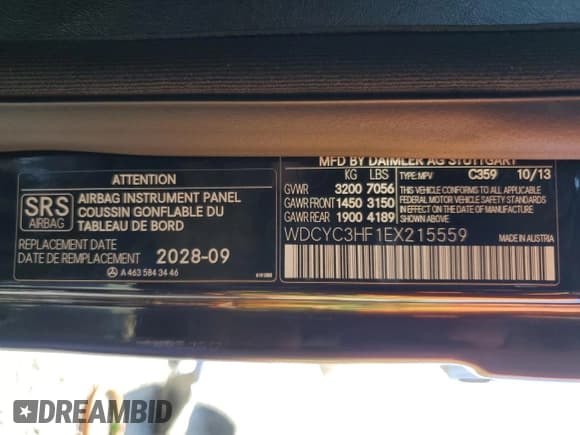 ATTENTION
SRS
AIRBAG
AIRBAG INSTRUMENT PANEL
COUSSIN GONFLABLE DU
TABLEAU DE BORD
REPLACEMENT DATE
DATE DE REMPLACEMENT
2028-09
A 463 584 34 46
MFD BY DAIMLER AG STUTTGART
KG LBS TYPE: MPV C359 10/13
GVWR 3200 7056
GAWR FRONT 1450 3150
GAWR REAR 1900 4189
THIS VEHICLE CONFORMS TO ALL APPLICABLE
FEDERAL MOTOR VEHICLE SAFETY STANDARDS
IN EFFECT ON THE DATE OF MANUFACTURE
SHOWN ABOVE.
WDCYC3HF1EX215559
MADE IN AUSTRIA
DREAMBID